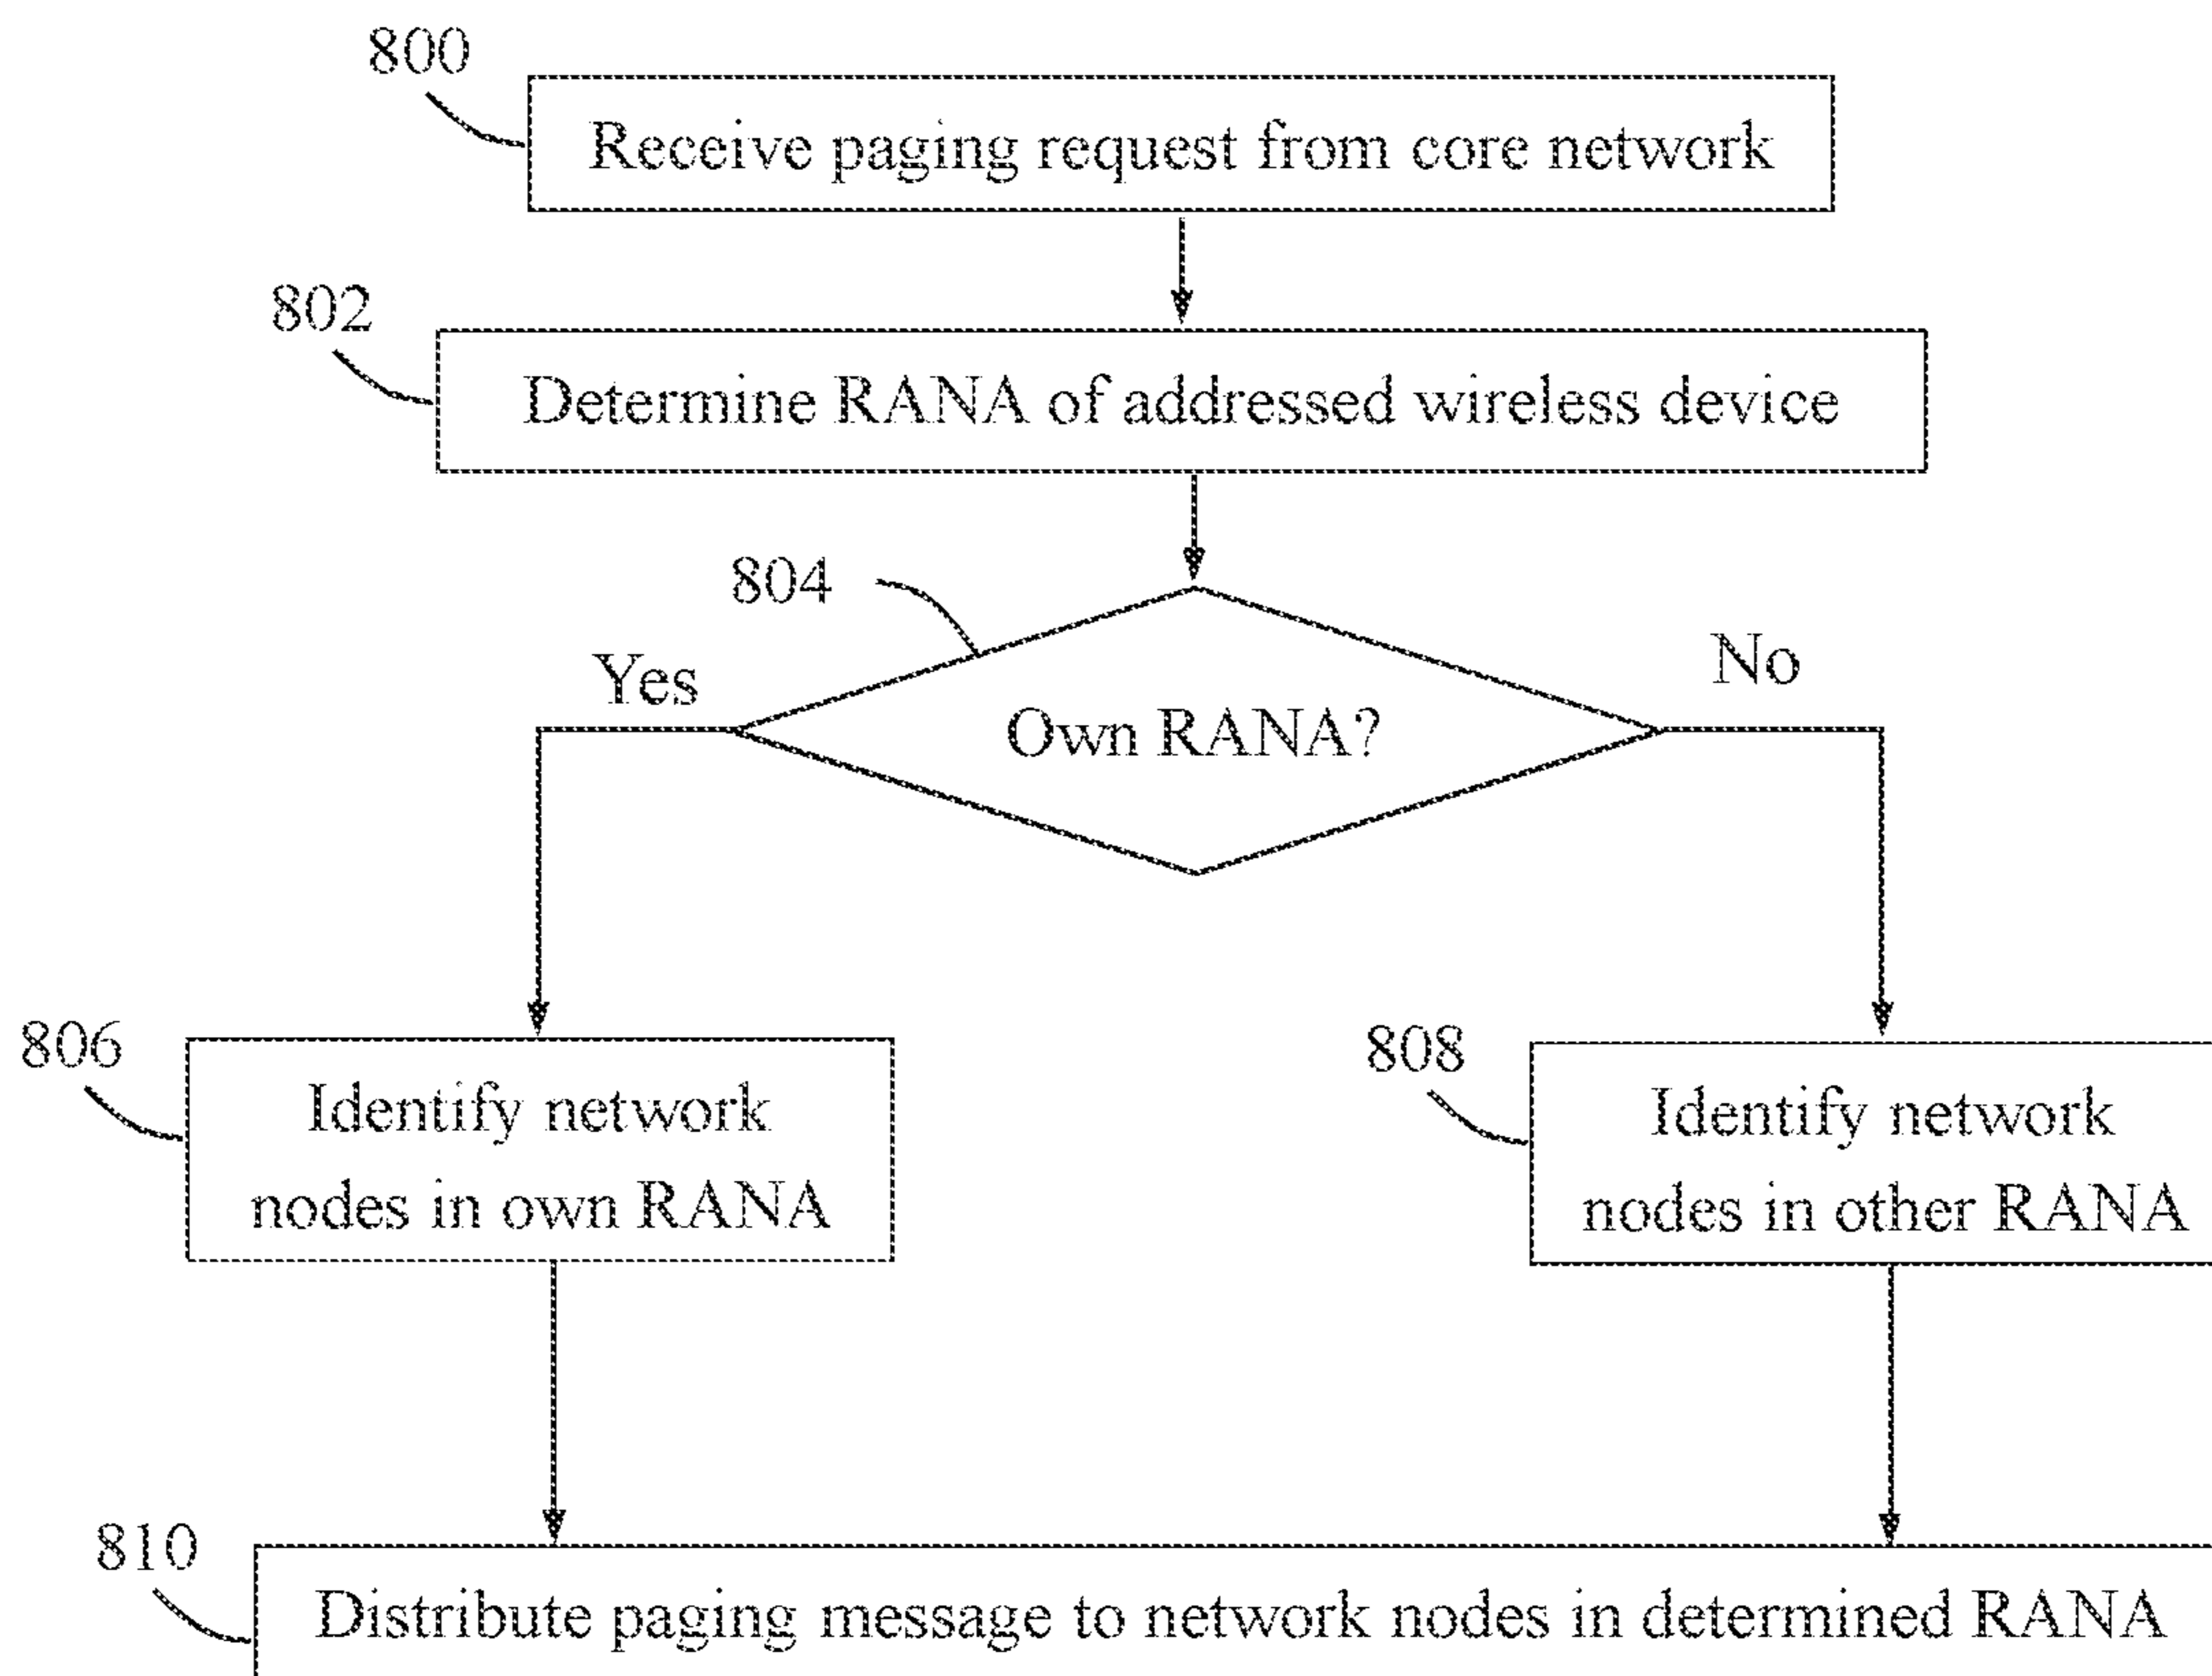 800
Receive paging request from core network
802
Determine RANA of addressed wireless device
804
Yes
No
Own RANA?
806
808
Identify network
nodes in own RANA
Identify network
nodes in other RANA
810
Distribute paging message to network nodes in determined RANA